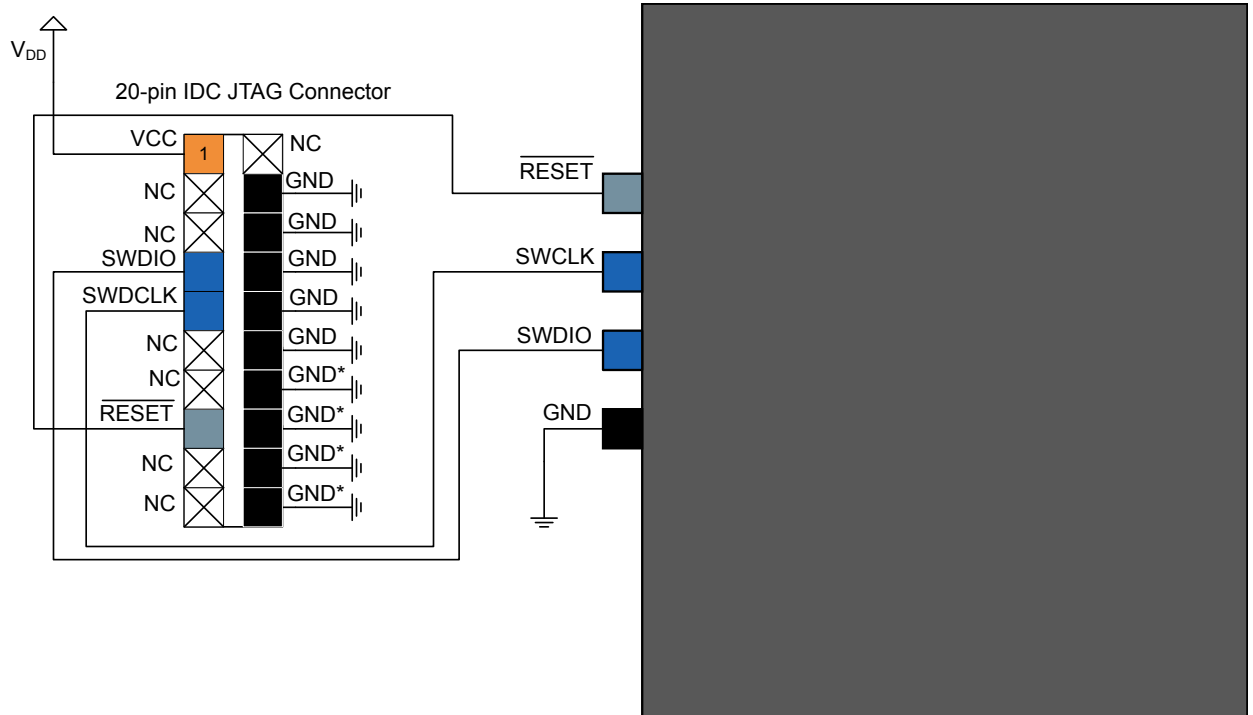 VDD
20-pin IDC JTAG Connector
VCC
1
NC
NC
GND
NC
GND
SWDIO
GND
SWDCLK
GND
NC
GND
NC
GND*
RESET
GND*
NC
GND*
NC
GND*
RESET
SWCLK
SWDIO
GND